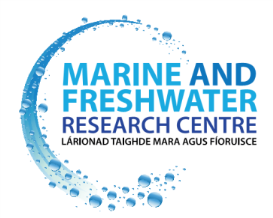 MARINE AND
FRESHWATER
RESEARCH CENTRE
LÁRIONAD TAIGHDE MARA AGUS FÍORUISCE